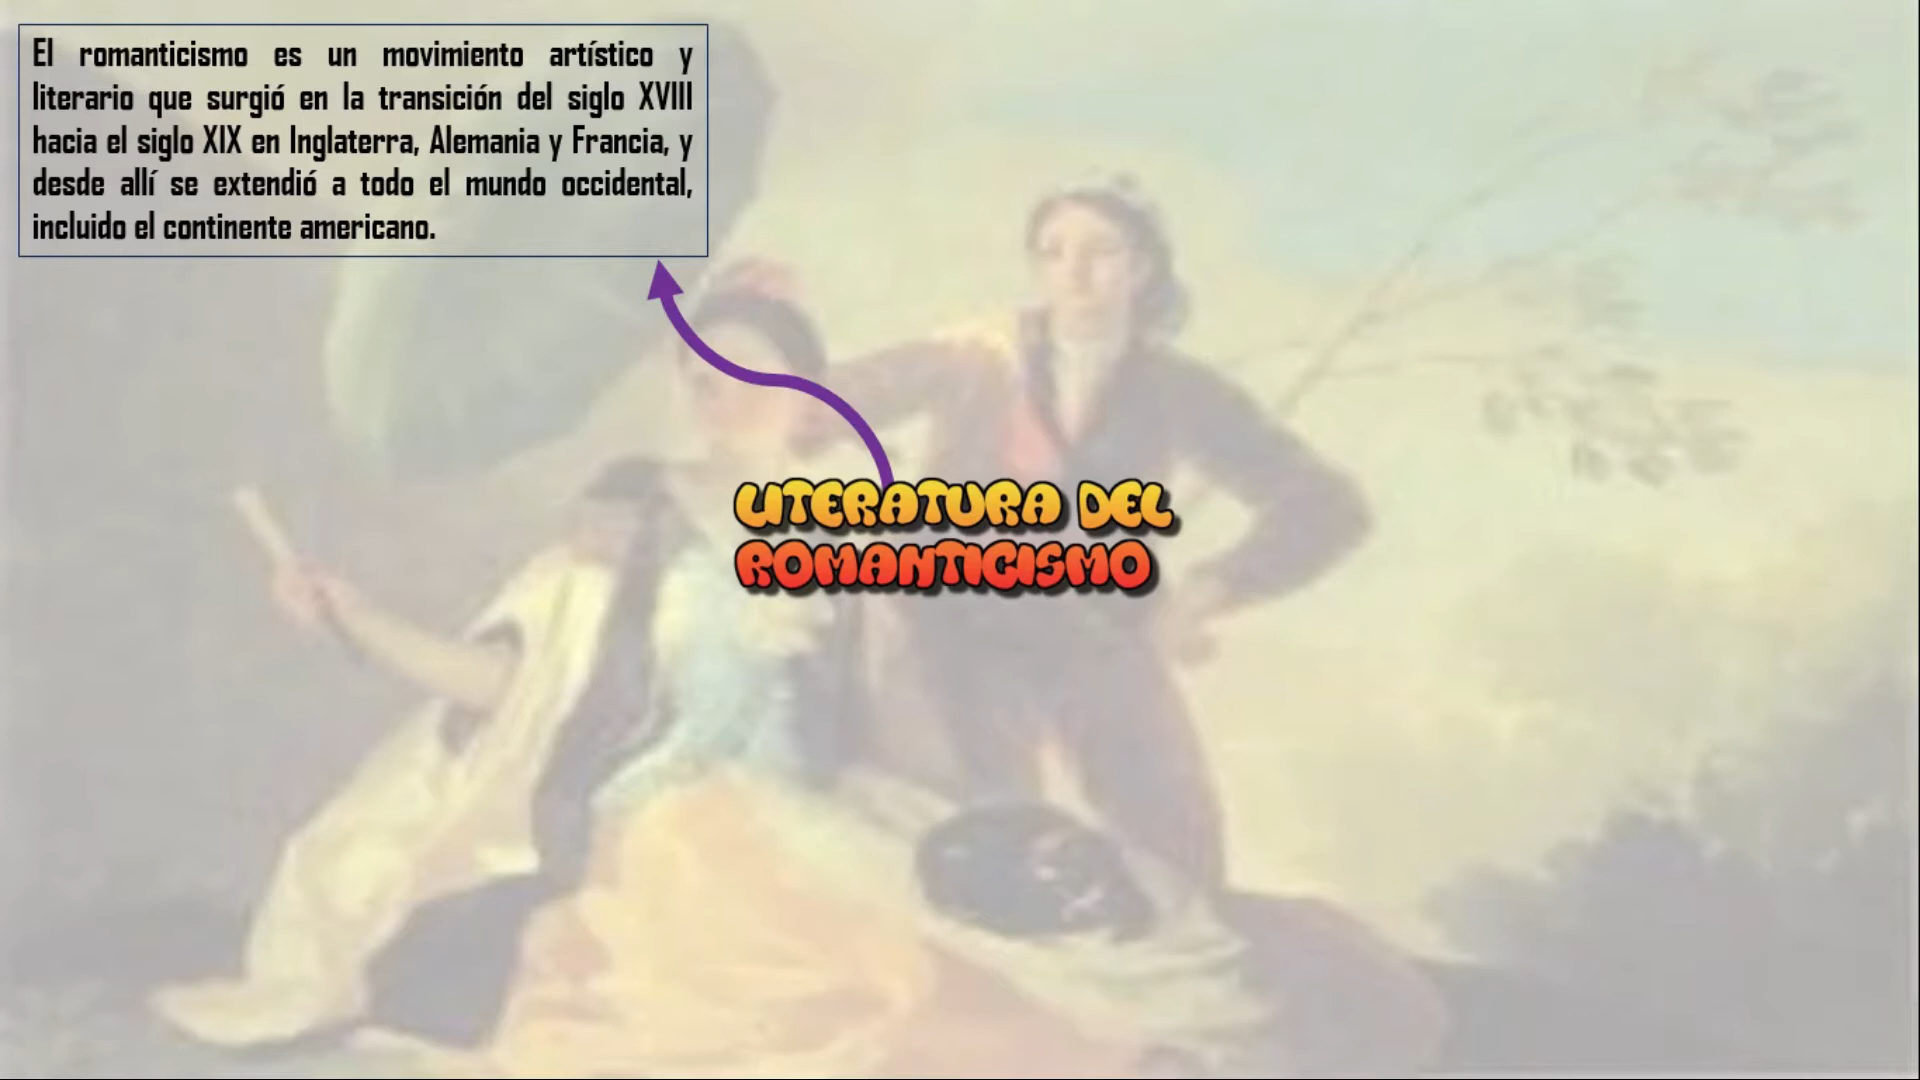 El romanticismo es un movimiento artístico y
literario que surgió en la transición del siglo XVIII
hacia el siglo XIX en Inglaterra, Alemania y Francia, y
desde allí se extendió a todo el mundo occidental,
incluido el continente americano.
LITERATURA DEL
ROMANTICISMO